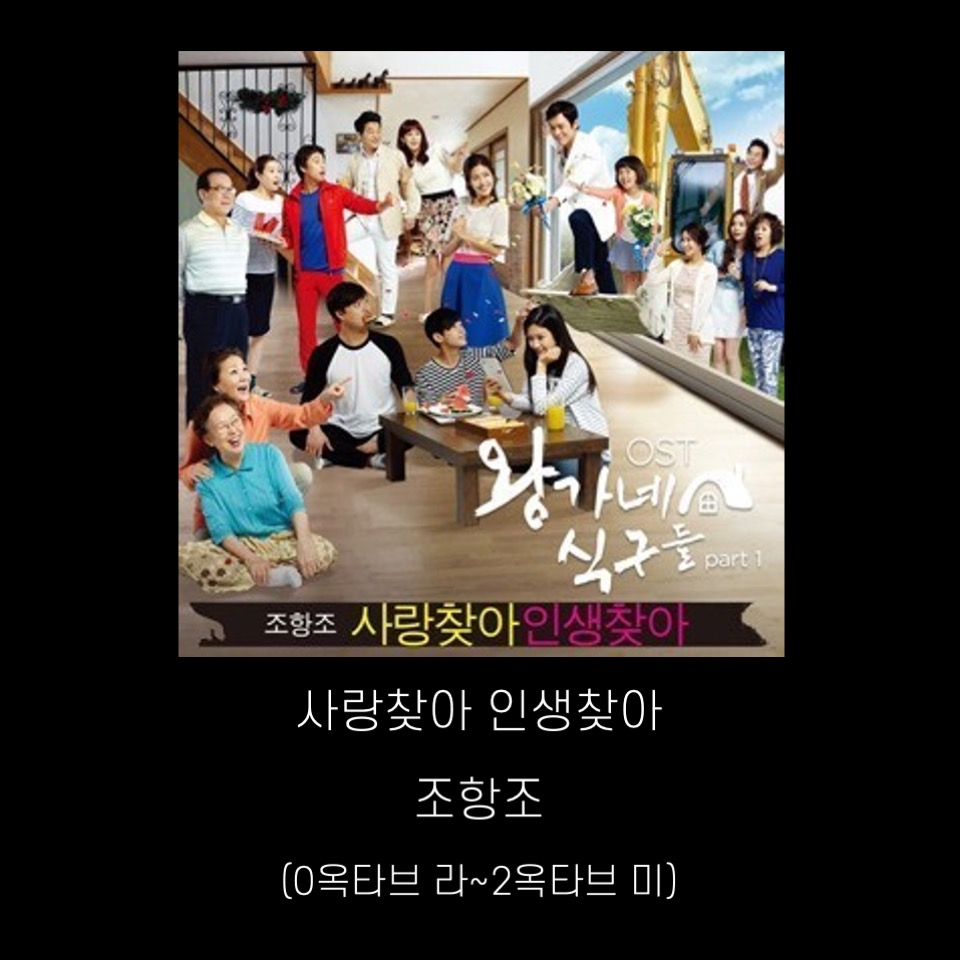 OST
왕가네
식구들 part 1
조항조 사랑찾아인생찾아
사랑찾아 인생찾아
조항조
(0옥타브 라~2옥타브 미)